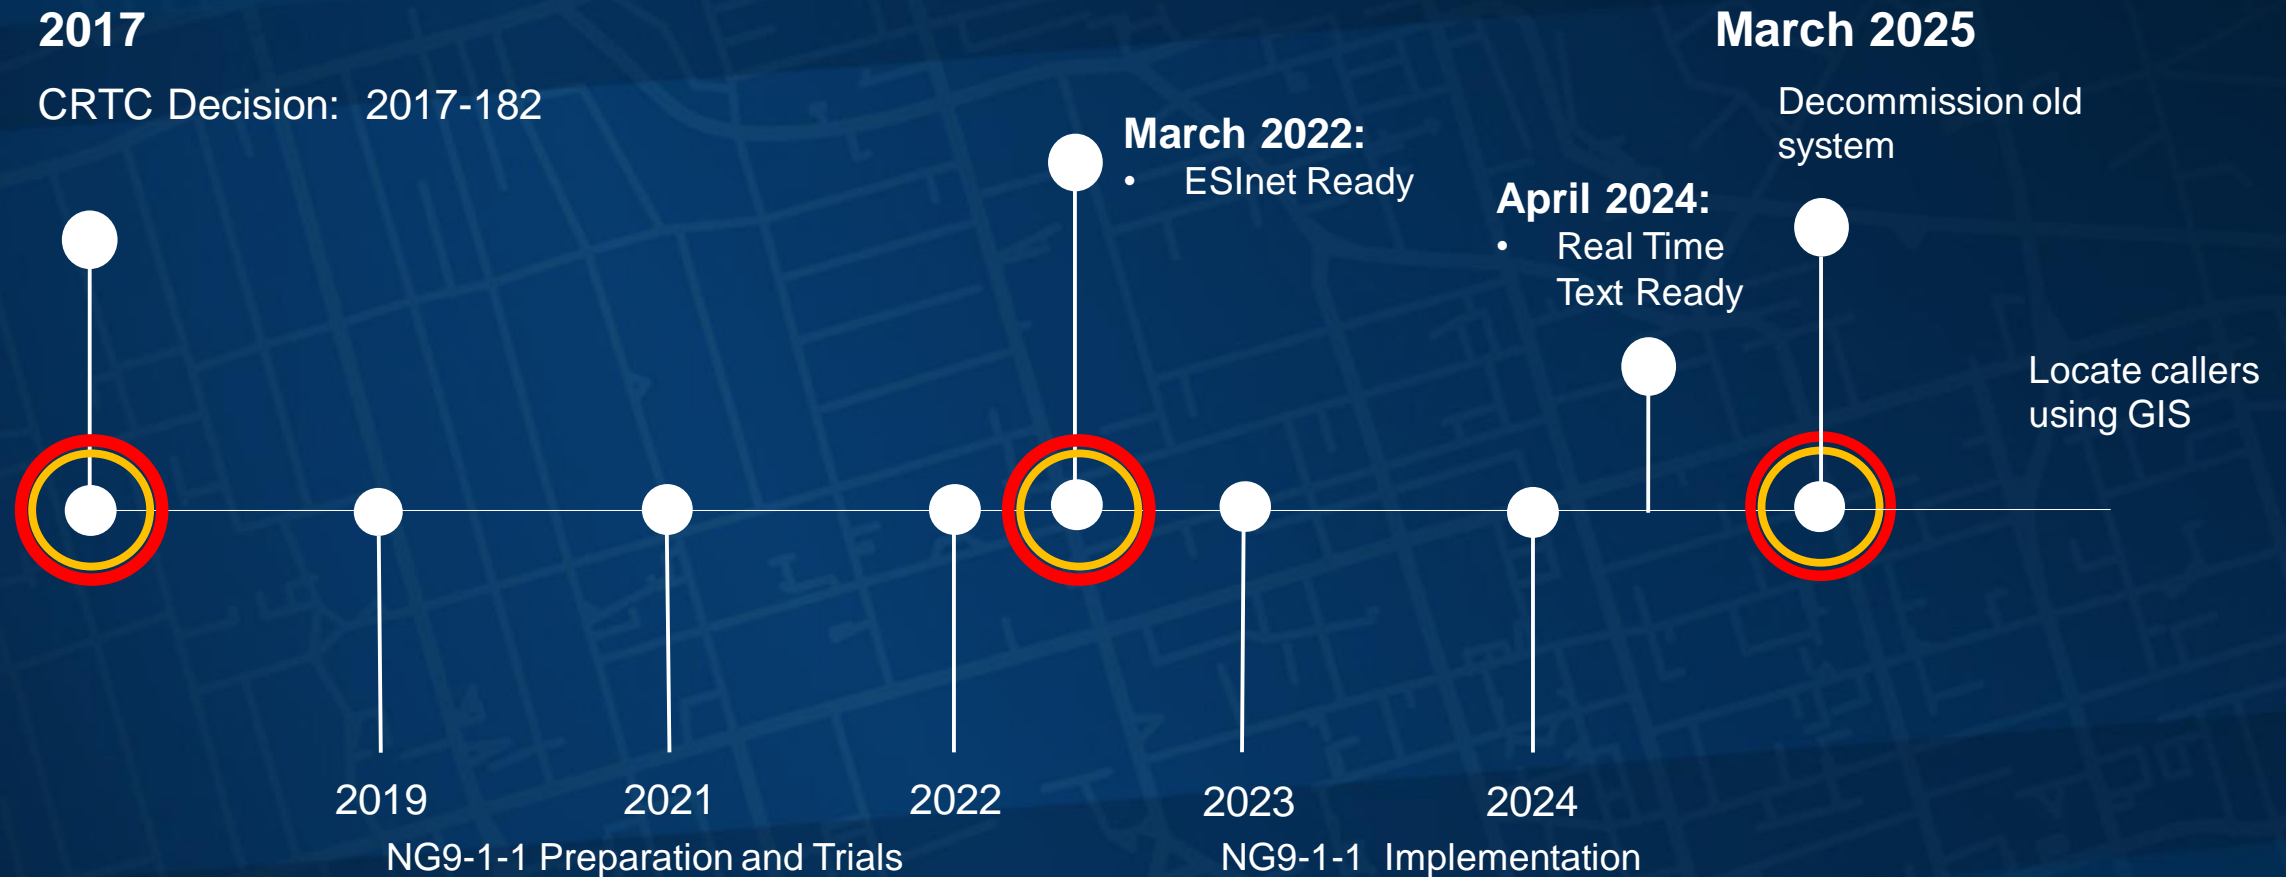 2017
CRTC Decision: 2017-182
March 2022:
• ESInet Ready
April 2024:
• Real Time
Text Ready
March 2025
Decommission old
system
Locate callers
using GIS
2019
2021
2022
2023
2024
NG9-1-1 Preparation and Trials
NG9-1-1 Implementation